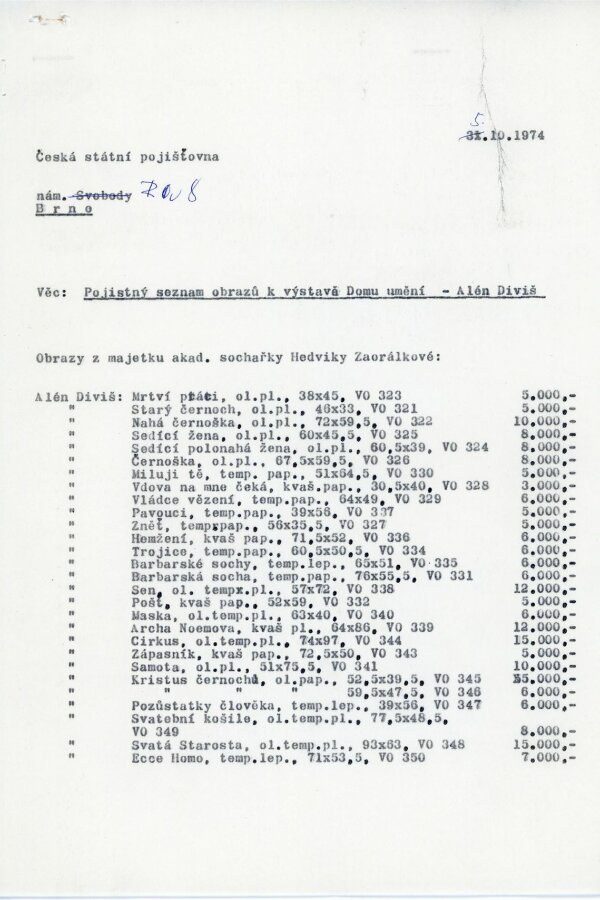 5.
31.10.1974
Česká státní pojišťovna
nám. Svobody
B r n o
Věc: Pojistný seznam obrazů k výstavě Domu umění - Alén Diviš
Obrazy z majetku akad. sochařky Hedviky Zaorálkové:
Alén Diviš: Mrtví ptáci, ol.pl., 38x45, VO 323 5.000,-
" Starý černoch, ol.pl., 46x33, VO 321 5.000,-
" Nahá černoška, ol.pl., 72x59,5, VO 322 10.000,-
" Sedící žena, ol.pl., 60x45,5, VO 325 8.000,-
" Sedící polonahá žena, ol.pl., 60,5x39, VO 324 8.000,-
" Černoška, ol.pl., 67,5x59,5, VO 326 8.000,-
" Miluji tě, temp. pap., 51x64,5, VO 330 5.000,-
" Vdova na mne čeká, kvaš.pap., 30,5x40, VO 328 3.000,-
" Vládce vězení, temp.pap., 64x49, VO 329 6.000,-
" Pavouci, temp.pap., 39x56, VO 337 5.000,-
" Znět, temp.pap., 56x35,5, VO 327 5.000,-
" Hemžení, kvaš pap., 71,5x52, VO 336 6.000,-
" Trojice, temp.pap., 60,5x50,5, VO 334 6.000,-
" Barbarské sochy, temp.lep., 65x51, VO 335 6.000,-
" Barbarská socha, temp.pap., 76x55,5, VO 331 6.000,-
" Sen, ol. tempx.pl., 57x72, VO 338 12.000,-
" Pošt, kvaš pap., 52x59, VO 332 5.000,-
" Maska, ol.temp.pl., 63x40, VO 340 6.000,-
" Archa Noemova, kvaš pl., 64x86, VO 339 12.000,-
" Cirkus, ol.temp.pl., 74x97, VO 344 15.000,-
" Zápasník, kvaš pap., 72,5x50, VO 343 5.000,-
" Samota, ol.pl., 51x75,5, VO 341 10.000,-
" Kristus černochů, ol.pap., 52,5x39,5, VO 345 5.000,-
" " " " 59,5x47,5, VO 346 6.000,-
" Pozůstatky člověka, temp.lep., 39x56, VO 347 6.000,-
" Svatební košile, ol.temp.pl., 77,5x48,5,
VO 349 8.000,-
" Svatá Starosta, ol.temp.pl., 93x63, VO 348 15.000,-
" Ecce Homo, temp.lep., 71x53,5, VO 350 7.000,-